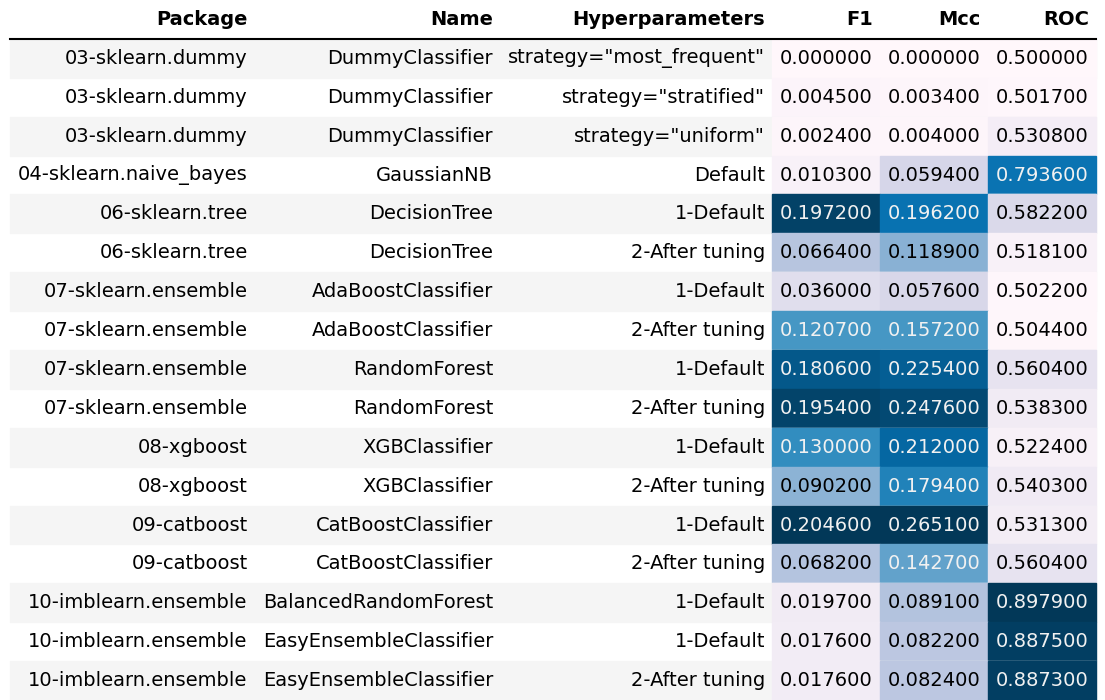 Package Name Hyperparameters F1 Mcc ROC
03-sklearn.dummy DummyClassifier strategy="most_frequent" 0.000000 0.000000 0.500000
03-sklearn.dummy DummyClassifier strategy="stratified" 0.004500 0.003400 0.501700
03-sklearn.dummy DummyClassifier strategy="uniform" 0.002400 0.004000 0.530800
04-sklearn.naive_bayes GaussianNB Default 0.010300 0.059400 0.793600
06-sklearn.tree DecisionTree 1-Default 0.197200 0.196200 0.582200
06-sklearn.tree DecisionTree 2-After tuning 0.066400 0.118900 0.518100
07-sklearn.ensemble AdaBoostClassifier 1-Default 0.036000 0.057600 0.502200
07-sklearn.ensemble AdaBoostClassifier 2-After tuning 0.120700 0.157200 0.504400
07-sklearn.ensemble RandomForest 1-Default 0.180600 0.225400 0.560400
07-sklearn.ensemble RandomForest 2-After tuning 0.195400 0.247600 0.538300
08-xgboost XGBClassifier 1-Default 0.130000 0.212000 0.522400
08-xgboost XGBClassifier 2-After tuning 0.090200 0.179400 0.540300
09-catboost CatBoostClassifier 1-Default 0.204600 0.265100 0.531300
09-catboost CatBoostClassifier 2-After tuning 0.068200 0.142700 0.560400
10-imblearn.ensemble BalancedRandomForest 1-Default 0.019700 0.089100 0.897900
10-imblearn.ensemble EasyEnsembleClassifier 1-Default 0.017600 0.082200 0.887500
10-imblearn.ensemble EasyEnsembleClassifier 2-After tuning 0.017600 0.082400 0.887300